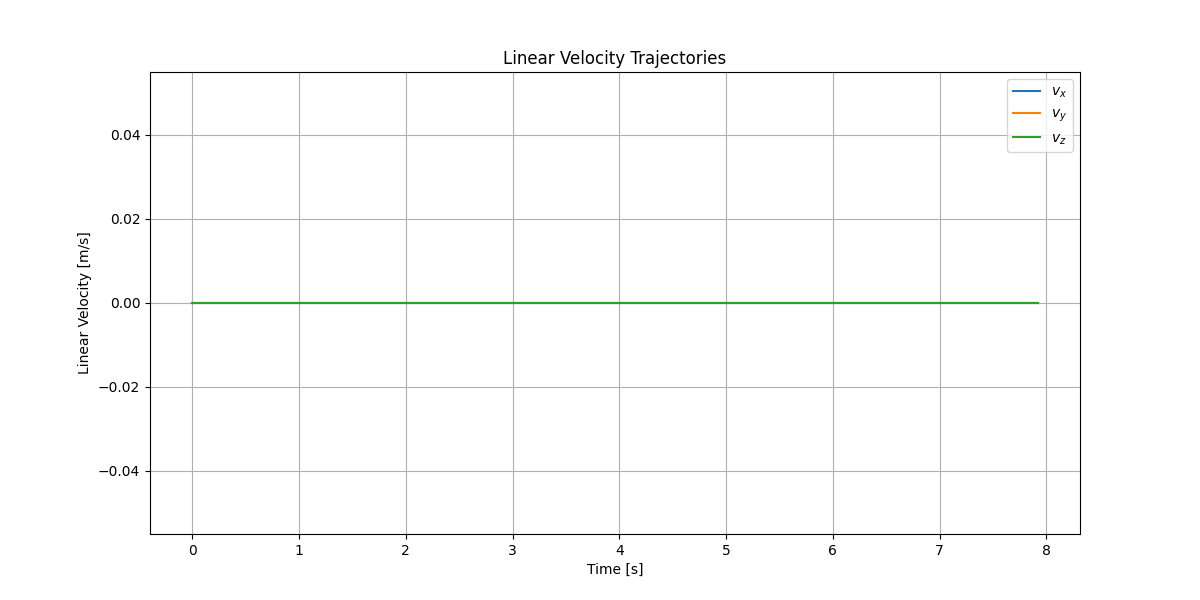 Linear Velocity Trajectories
v_x
v_y
v_z
0.04
0.02
0.00
−0.02
−0.04
Linear Velocity [m/s]
0 1 2 3 4 5 6 7 8
Time [s]